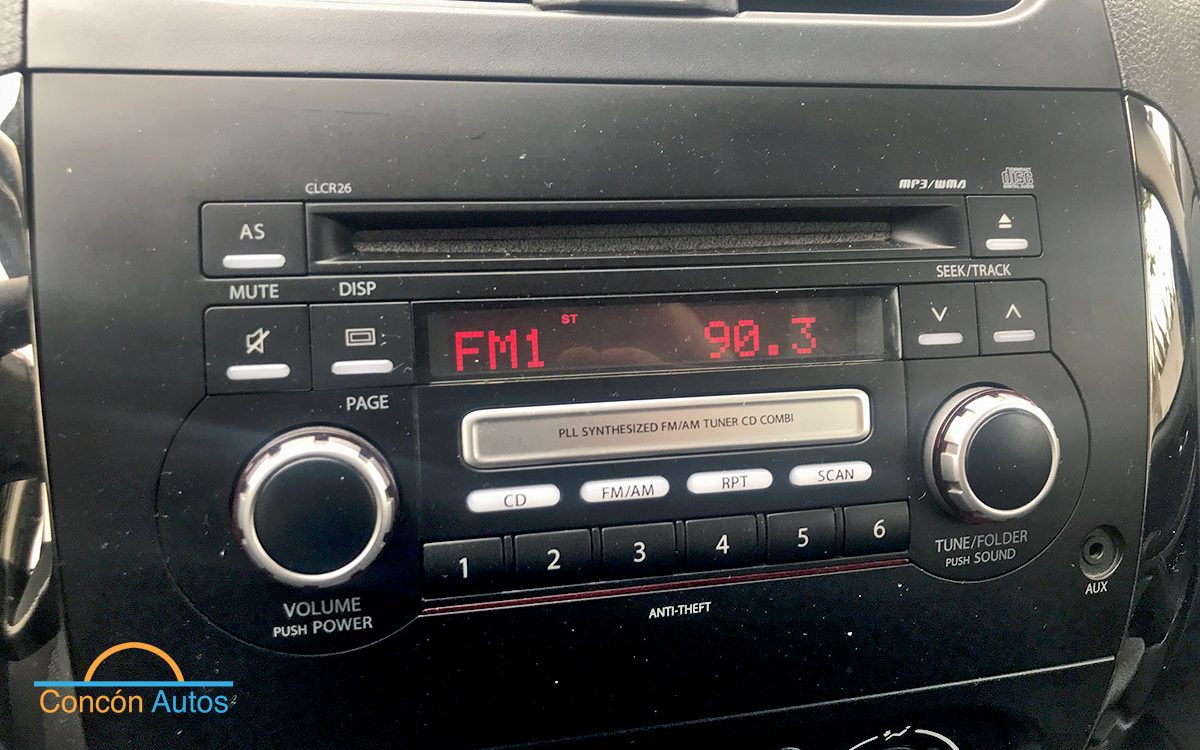 CLCR26
MP3/WMA
COMPACT
disc
DIGITAL AUDIO
AS
SEEK/TRACK
MUTE
DISP
FM1
ST
90.3
PAGE
PLL SYNTHESIZED FM/AM TUNER CD COMBI
CD
FM/AM
RPT
SCAN
1
2
3
4
5
6
VOLUME
PUSH POWER
TUNE/FOLDER
PUSH SOUND
AUX
ANTI-THEFT
Concón Autos